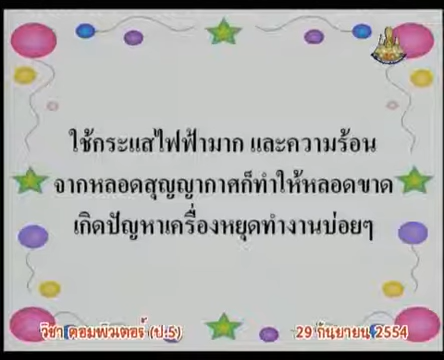 ใช้กระแสไฟฟ้ามาก และความร้อน
จากหลอดสุญญากาศก็ทำให้หลอดขาด
เกิดปัญหาเครื่องหยุดทำงานบ่อยๆ
วิชา คอมพิวเตอร์ (ป.5)
29 กันยายน 2554